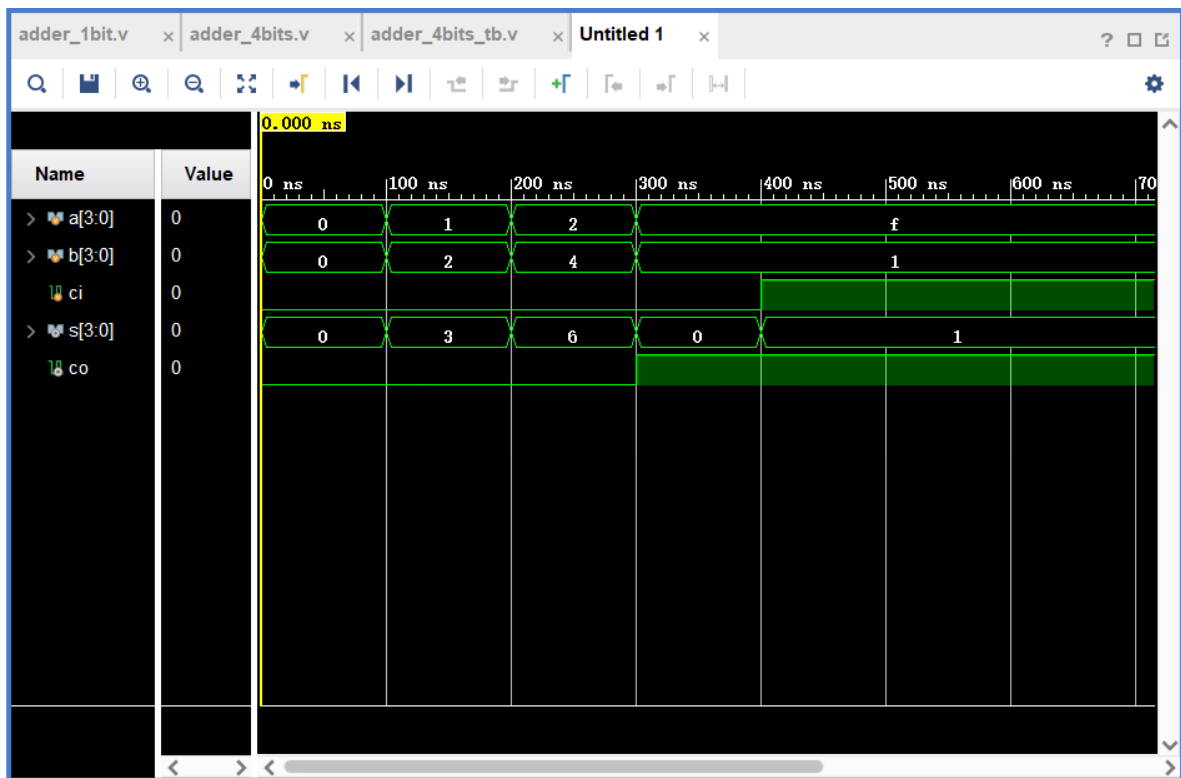 adder_1bit.v × adder_4bits.v × adder_4bits_tb.v × Untitled 1 × ?
0.000 ns
Name Value 0 ns 100 ns 200 ns 300 ns 400 ns 500 ns 600 ns 70
a[3:0] 0 0 1 2 f
b[3:0] 0 0 2 4 1
ci 0
s[3:0] 0 0 3 6 0 1
co 0